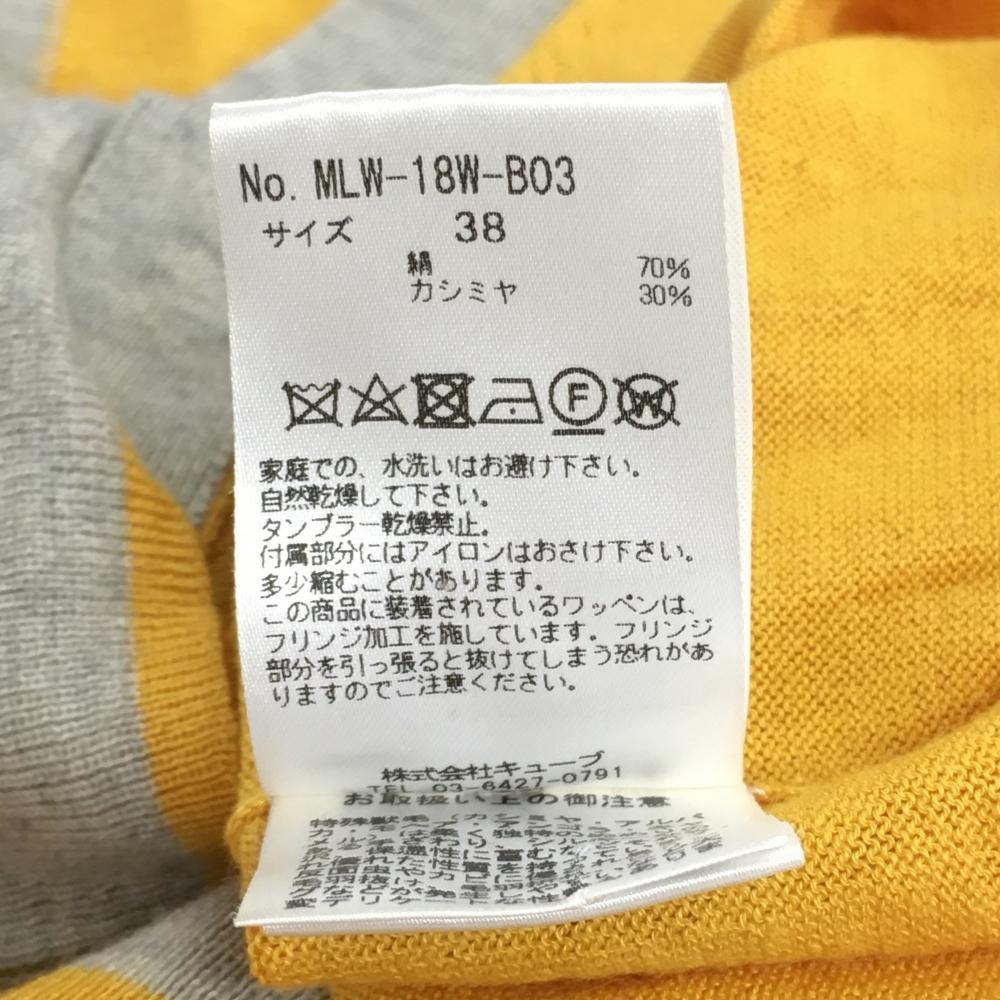 No. MLW-18W-B03
サイズ 38
絹 70%
カシミヤ 30%
F
W
家庭での、水洗いはお避け下さい。
自然乾燥して下さい。
タンブラー乾燥禁止。
付属部分にはアイロンはおさけ下さい。
多少縮むことがあります。
この商品に装着されているワッペンは、
フリンジ加工を施しています。フリンジ
部分を引っ張ると抜けてしまう恐れがあ
りますのでご注意ください。
株式会社キューブ
TEL 03-6427-0791
お取扱い上の御注意